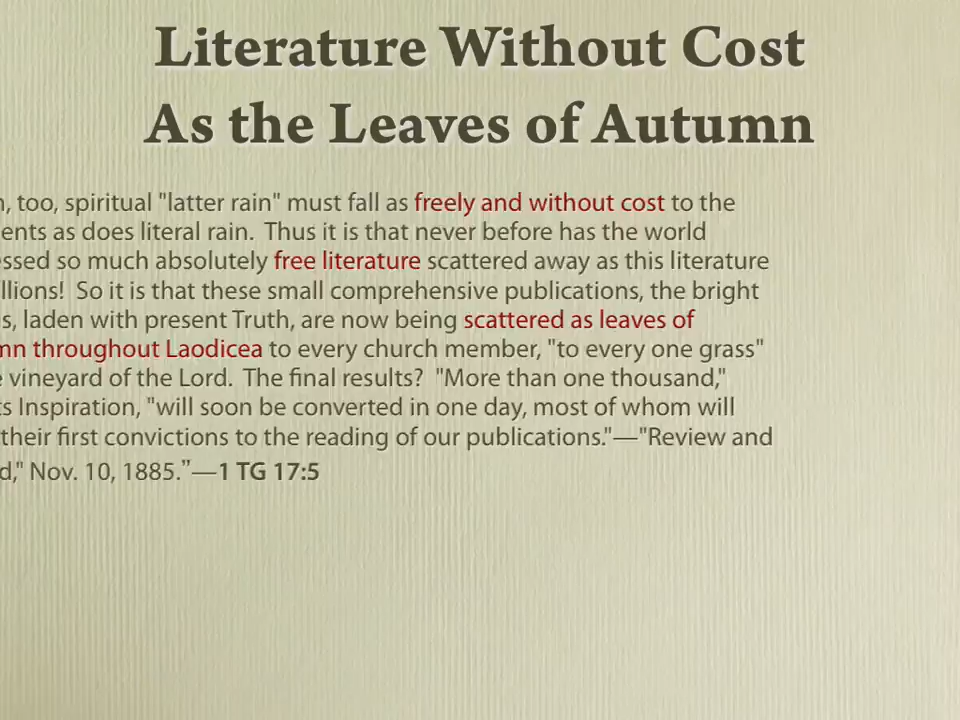 Literature Without Cost
As the Leaves of Autumn
too, spiritual "latter rain" must fall as freely and without cost to the
ents as does literal rain. Thus it is that never before has the world
essed so much absolutely free literature scattered away as this literature
llions! So it is that these small comprehensive publications, the bright
s, laden with present Truth, are now being scattered as leaves of
mn throughout Laodicea to every church member, "to every one grass"
e vineyard of the Lord. The final results? "More than one thousand,"
ts Inspiration, "will soon be converted in one day, most of whom will
their first convictions to the reading of our publications."—"Review and
d," Nov. 10, 1885.”—1 TG 17:5